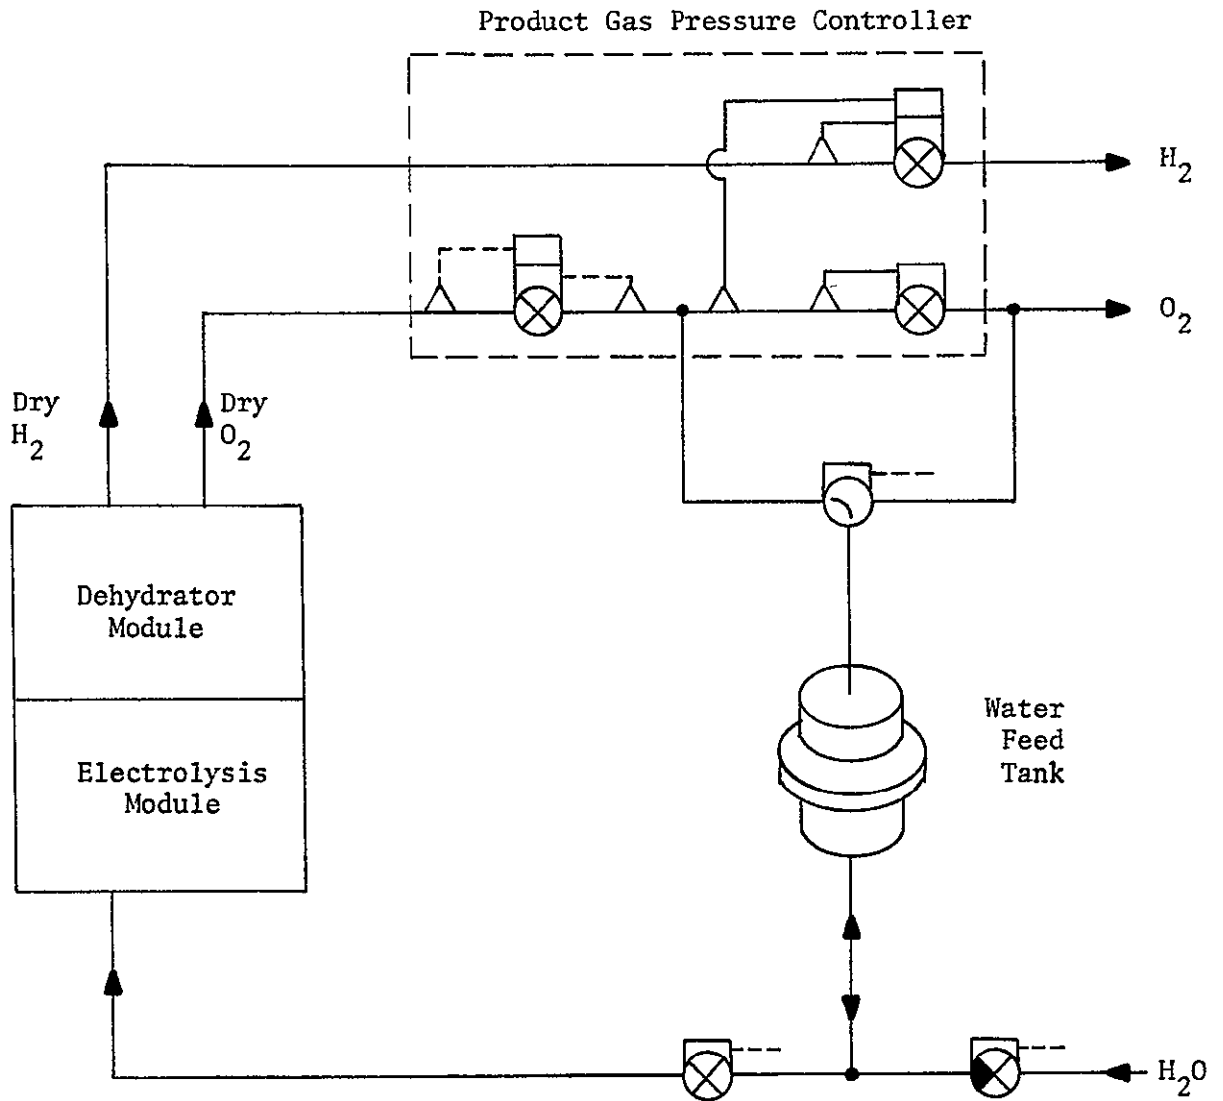 Product Gas Pressure Controller
H2
O2
Dry
H2
Dry
O2
Dehydrator
Module
Water
Feed
Tank
Electrolysis
Module
H2O